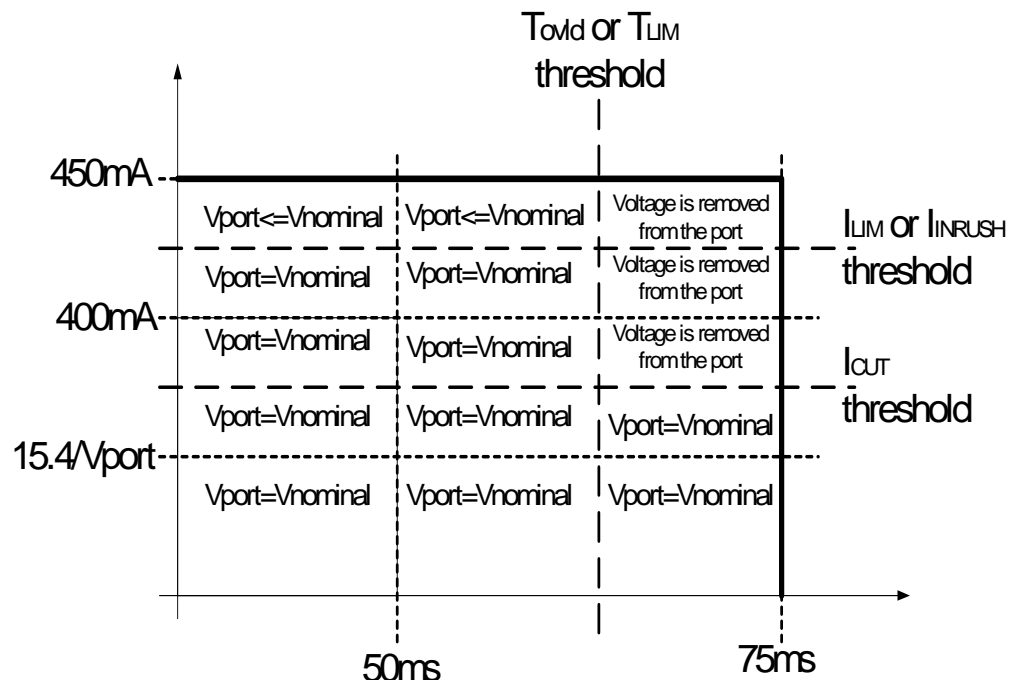 Tovld or TLIM
threshold
450mA
Vport<=Vnominal
Vport<=Vnominal
Voltage is removed
from the port
ILIM or IINRUSH
threshold
Vport=Vnominal
Vport=Vnominal
Voltage is removed
from the port
400mA
Vport=Vnominal
Vport=Vnominal
Voltage is removed
from the port
ICUT
threshold
Vport=Vnominal
Vport=Vnominal
Vport=Vnominal
15.4/Vport
Vport=Vnominal
Vport=Vnominal
Vport=Vnominal
50ms
75ms